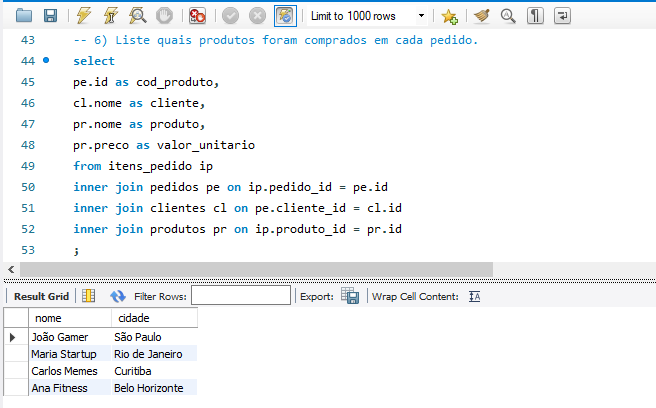 Limit to 1000 rows
43 -- 6) Liste quais produtos foram comprados em cada pedido.
44 select
45 pe.id as cod_produto,
46 cl.nome as cliente,
47 pr.nome as produto,
48 pr.preco as valor_unitario
49 from itens_pedido ip
50 inner join pedidos pe on ip.pedido_id = pe.id
51 inner join clientes cl on pe.cliente_id = cl.id
52 inner join produtos pr on ip.produto_id = pr.id
53 ;
Result Grid Filter Rows: Export: Wrap Cell Content:
nome cidade
João Gamer São Paulo
Maria Startup Rio de Janeiro
Carlos Memes Curitiba
Ana Fitness Belo Horizonte